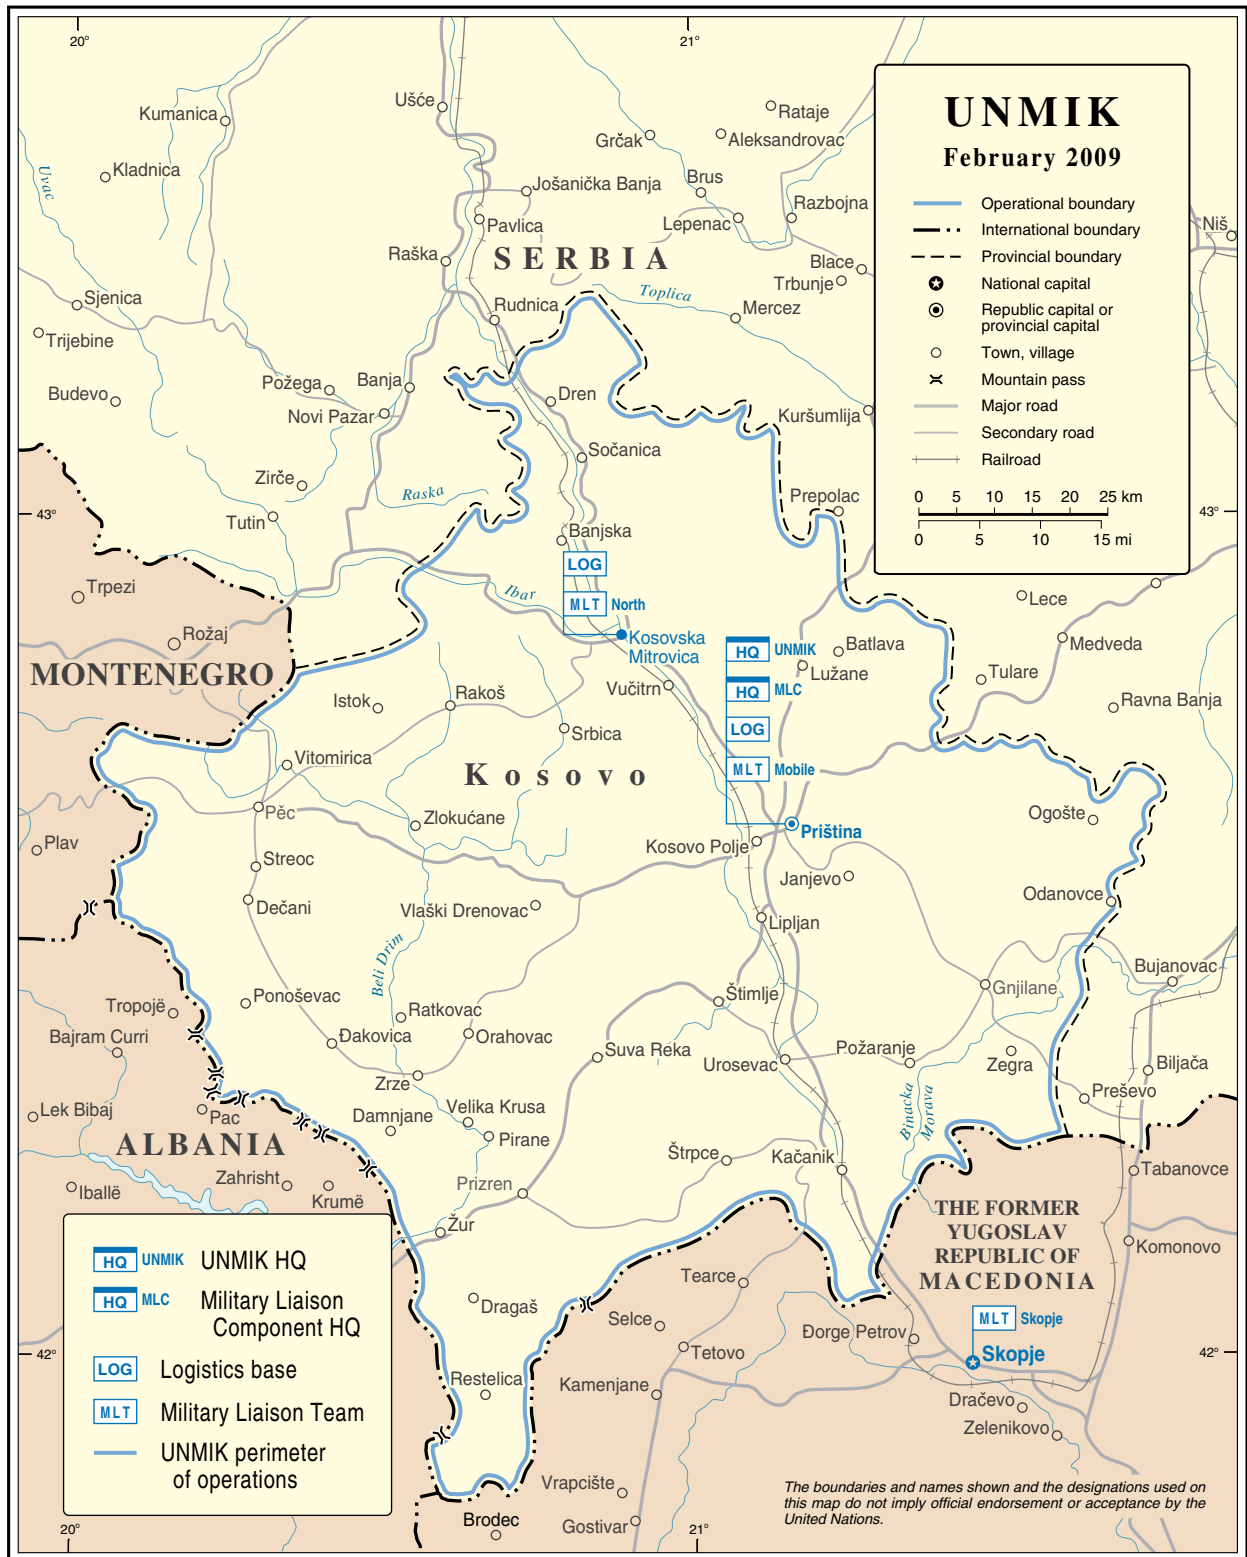 20°
21°
UNMIK
February 2009
Operational boundary
International boundary
Provincial boundary
National capital
Republic capital or
provincial capital
Town, village
Mountain pass
Major road
Secondary road
Railroad
0 5 10 15 20 25 km
0 5 10 15 mi
Ušće
Kumanica
Kladnica
Uvac
Rataje
Grčak
Aleksandrovac
Jošanička Banja
Brus
Razbojna
Pavlica
Lepenac
Niš
Raška
SERBIA
Blace
Trbunje
Toplica
Sjenica
Rudnica
Mercez
Trijebine
Požega
Banja
Budevo
Novi Pazar
Dren
Kuršumlija
Sočanica
Zirče
Raska
Prepolac
43°
43°
Tutin
Banjska
LOG
Trpezi
Ibar
MLT North
Lece
Rožaj
Kosovska
Mitrovica
HQ UNMIK
Batlava
Medveda
MONTENEGRO
Lužane
Tulare
Vučitrn
HQ MLC
Istok
Rakoš
Ravna Banja
Srbica
LOG
Vitomirica
Kosovo
MLT Mobile
Pěc
Zlokućane
Ogošte
Priština
Plav
Kosovo Polje
Streoc
Janjevo
Dečani
Vlaški Drenovac
Odanovce
Lipljan
Beli Drim
Bujanovac
Ponoševac
Štimlje
Gnjilane
Tropojë
Ratkovac
Bajram Curri
Đakovica
Orahovac
Suva Reka
Urosevac
Požaranje
Zegra
Biljača
Zrze
Binacka
Morava
Preševo
Lek Bibaj
Pac
Damnjane
Velika Krusa
Pirane
ALBANIA
Štrpce
Kačanik
Tabanovce
Iballë
Zahrisht
Krumë
Prizren
THE FORMER
YUGOSLAV
REPUBLIC OF
MACEDONIA
Žur
Komonovo
HQ UNMIK UNMIK HQ
HQ MLC Military Liaison
Component HQ
LOG Logistics base
MLT Military Liaison Team
UNMIK perimeter
of operations
Tearce
Dragaš
Selce
MLT Skopje
Đorge Petrov
Tetovo
Skopje
42°
42°
Restelica
Kamenjane
Dračevo
Zelenikovo
Vrapcište
The boundaries and names shown and the designations used on
this map do not imply official endorsement or acceptance by the
United Nations.
Brodec
Gostivar
20°
21°